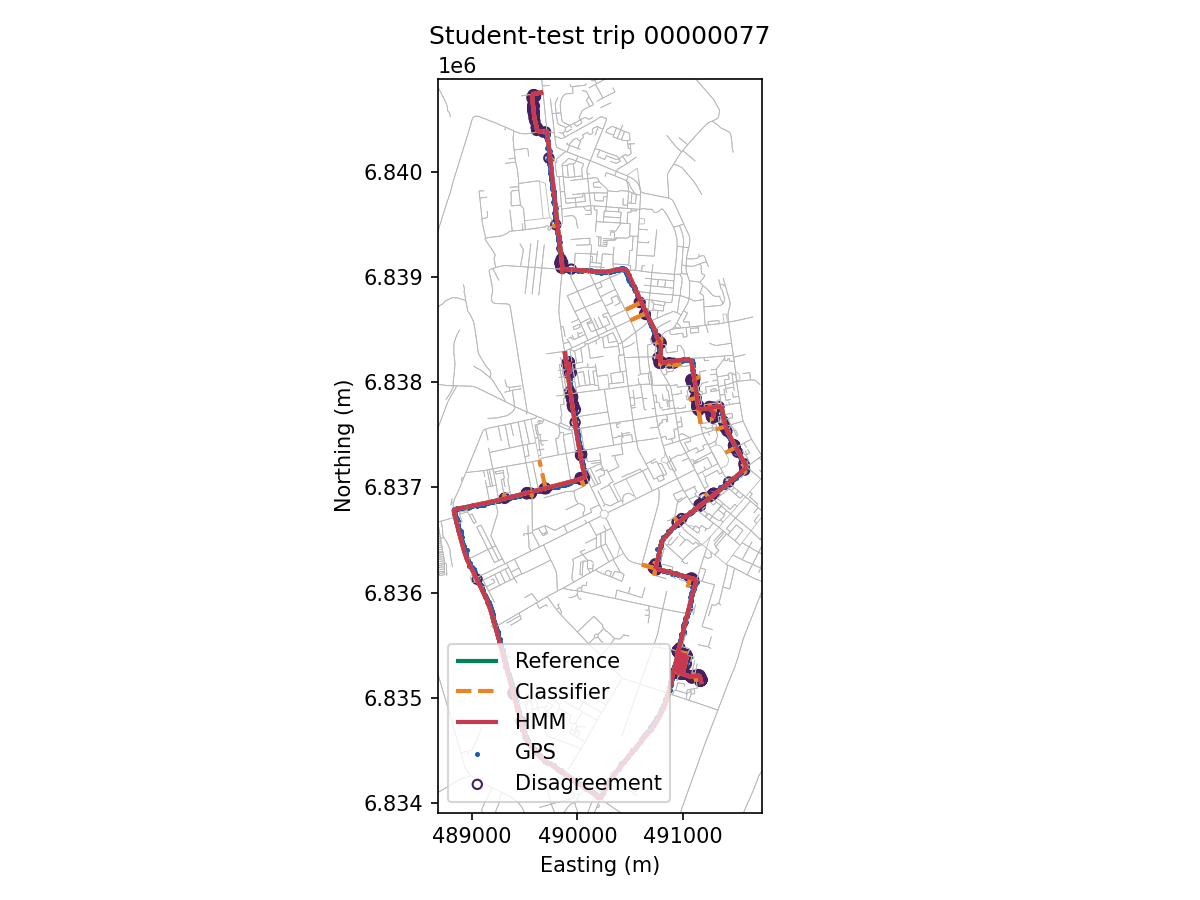 Student-test trip 00000077
1e6
6.840
6.839
6.838
6.837
6.836
6.835
6.834
Northing (m)
Reference
Classifier
HMM
GPS
Disagreement
489000 490000 491000
Easting (m)